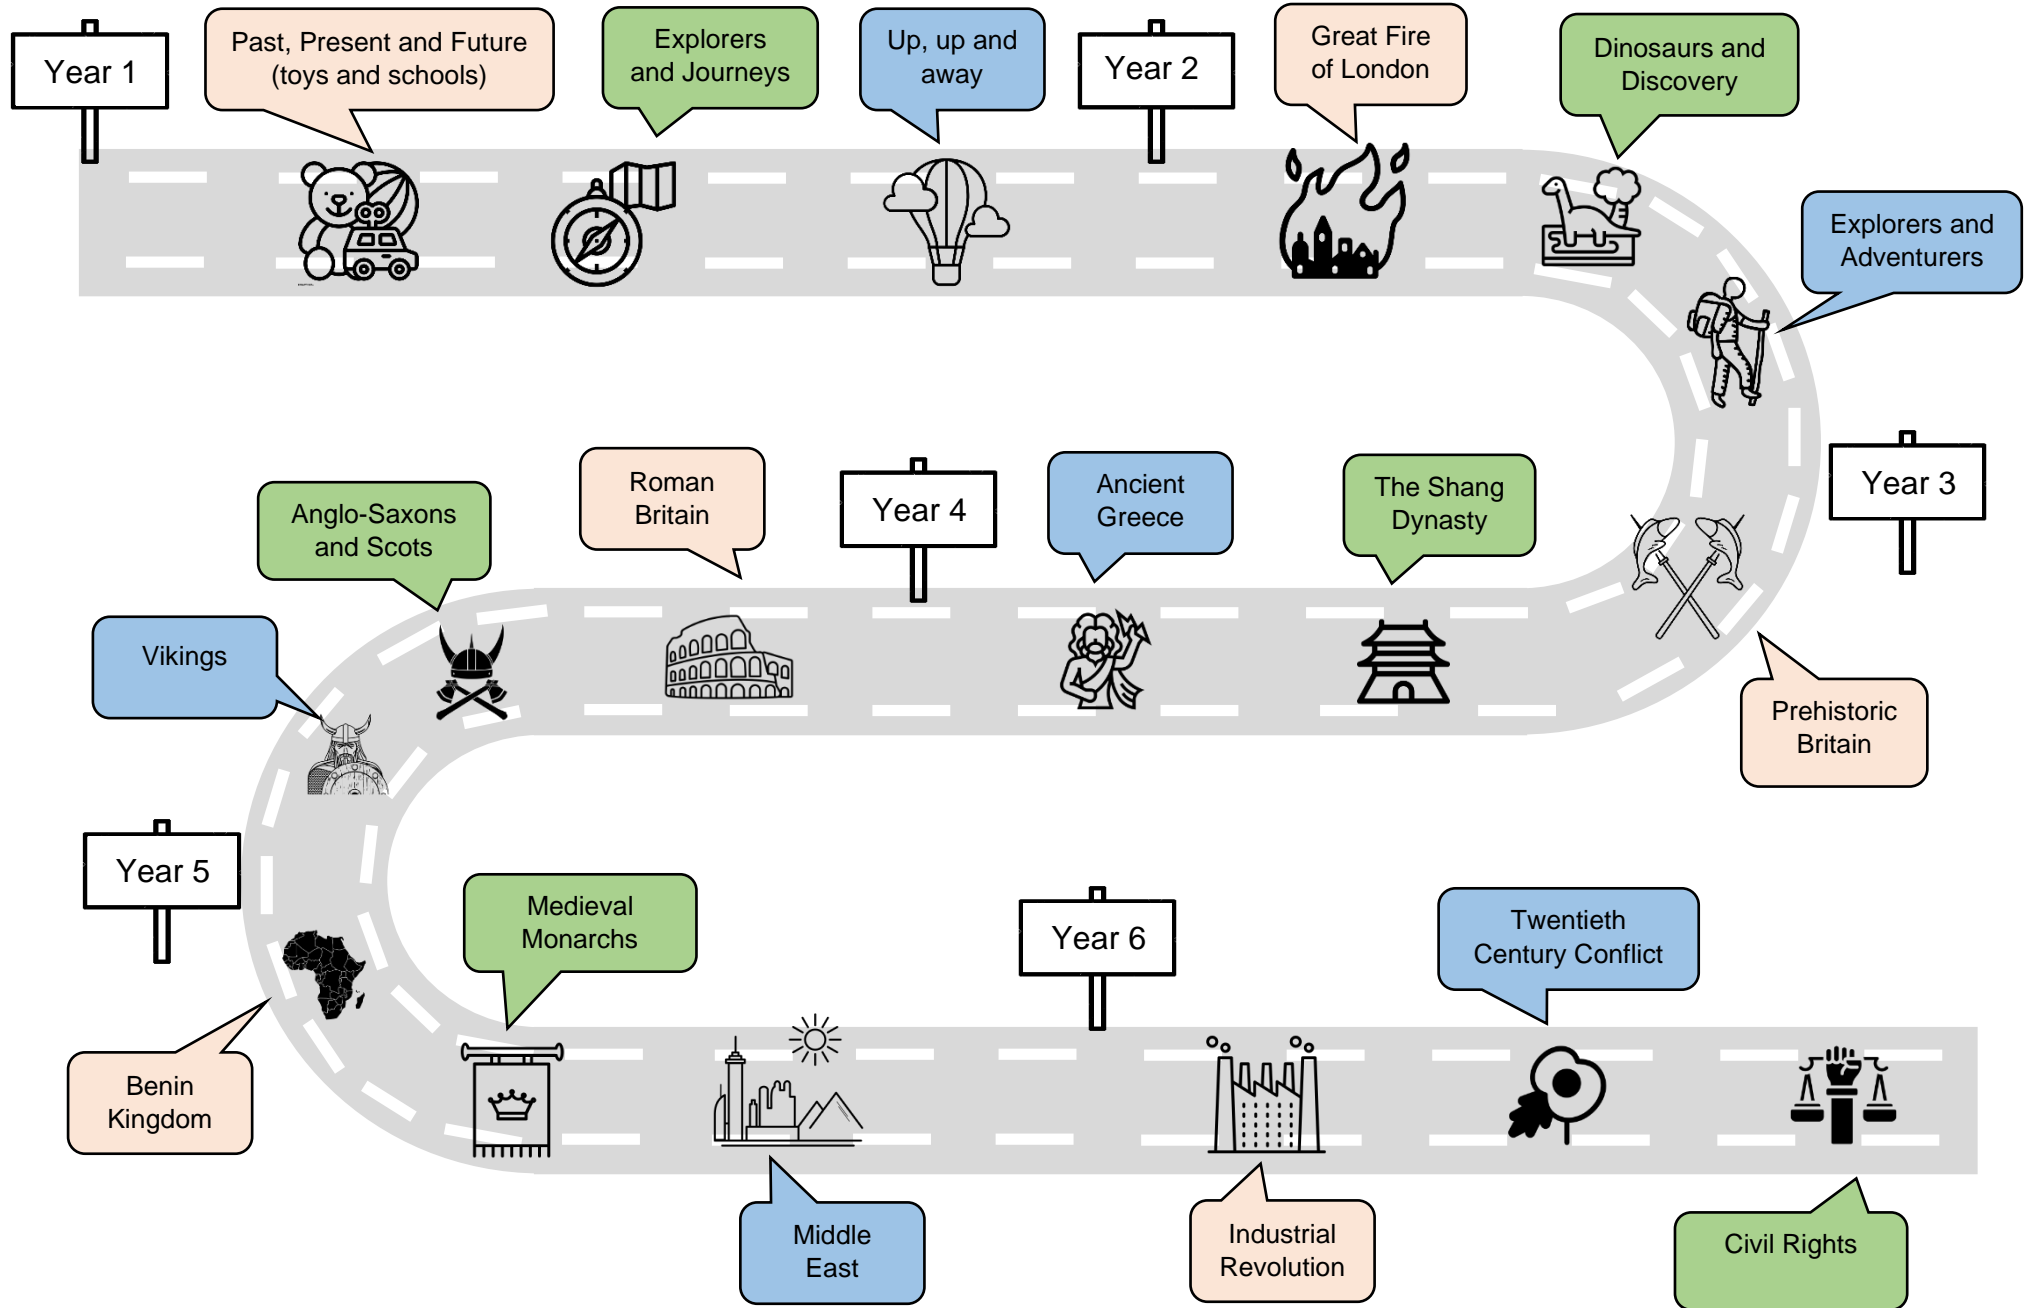 Year 1
Past, Present and Future
(toys and schools)
Explorers
and Journeys
Up, up and
away
Year 2
Great Fire
of London
Dinosaurs and
Discovery
Explorers and
Adventurers
Year 3
Prehistoric
Britain
The Shang
Dynasty
Ancient
Greece
Year 4
Roman
Britain
Anglo-Saxons
and Scots
Vikings
Year 5
Benin
Kingdom
Medieval
Monarchs
Middle
East
Year 6
Industrial
Revolution
Twentieth
Century Conflict
Civil Rights